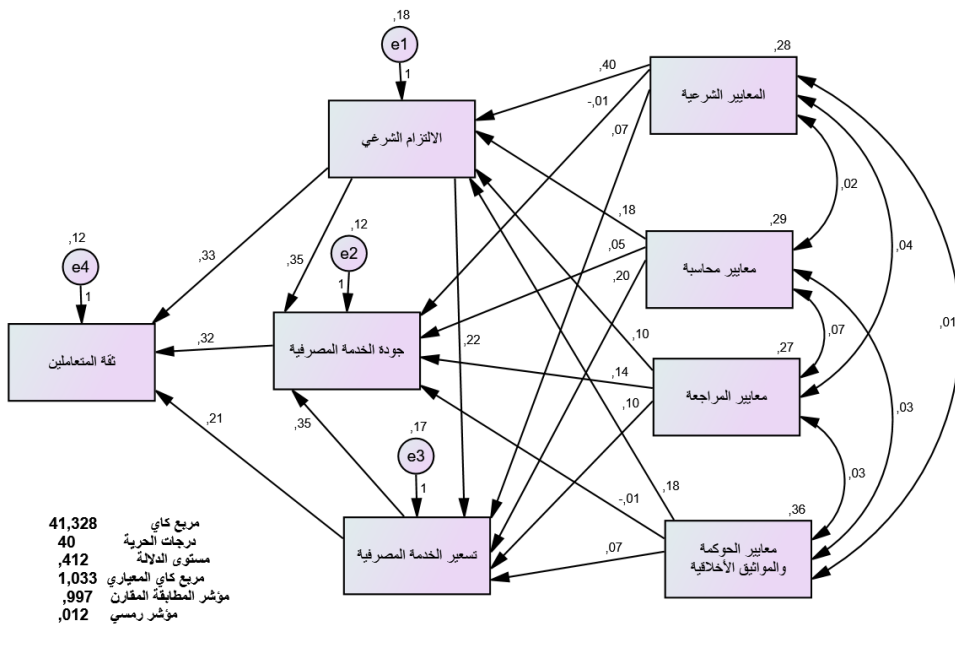 ,18
e1
1
الالتزام الشرعي
,28
المعايير الشرعية
,40
-,01
,07
,02
,29
معايير محاسبة
,18
,05
,20
,04
,01
,12
e4
1
,33
,35
,12
e2
1
ثقة المتعاملين
,32
جودة الخدمة المصرفية
,22
,10
,14
,10
,07
,27
معايير المراجعة
,03
,21
,35
,17
e3
1
-,01
,18
,03
,36
تسعير الخدمة المصرفية
,07
معايير الحوكمة
والمواثيق الأخلاقية
مربع كاي 41,328
درجات الحرية 40
مستوى الدلالة ,412
مربع كاي المعياري 1,033
مؤشر المطابقة المقارن ,997
مؤشر رمسي ,012